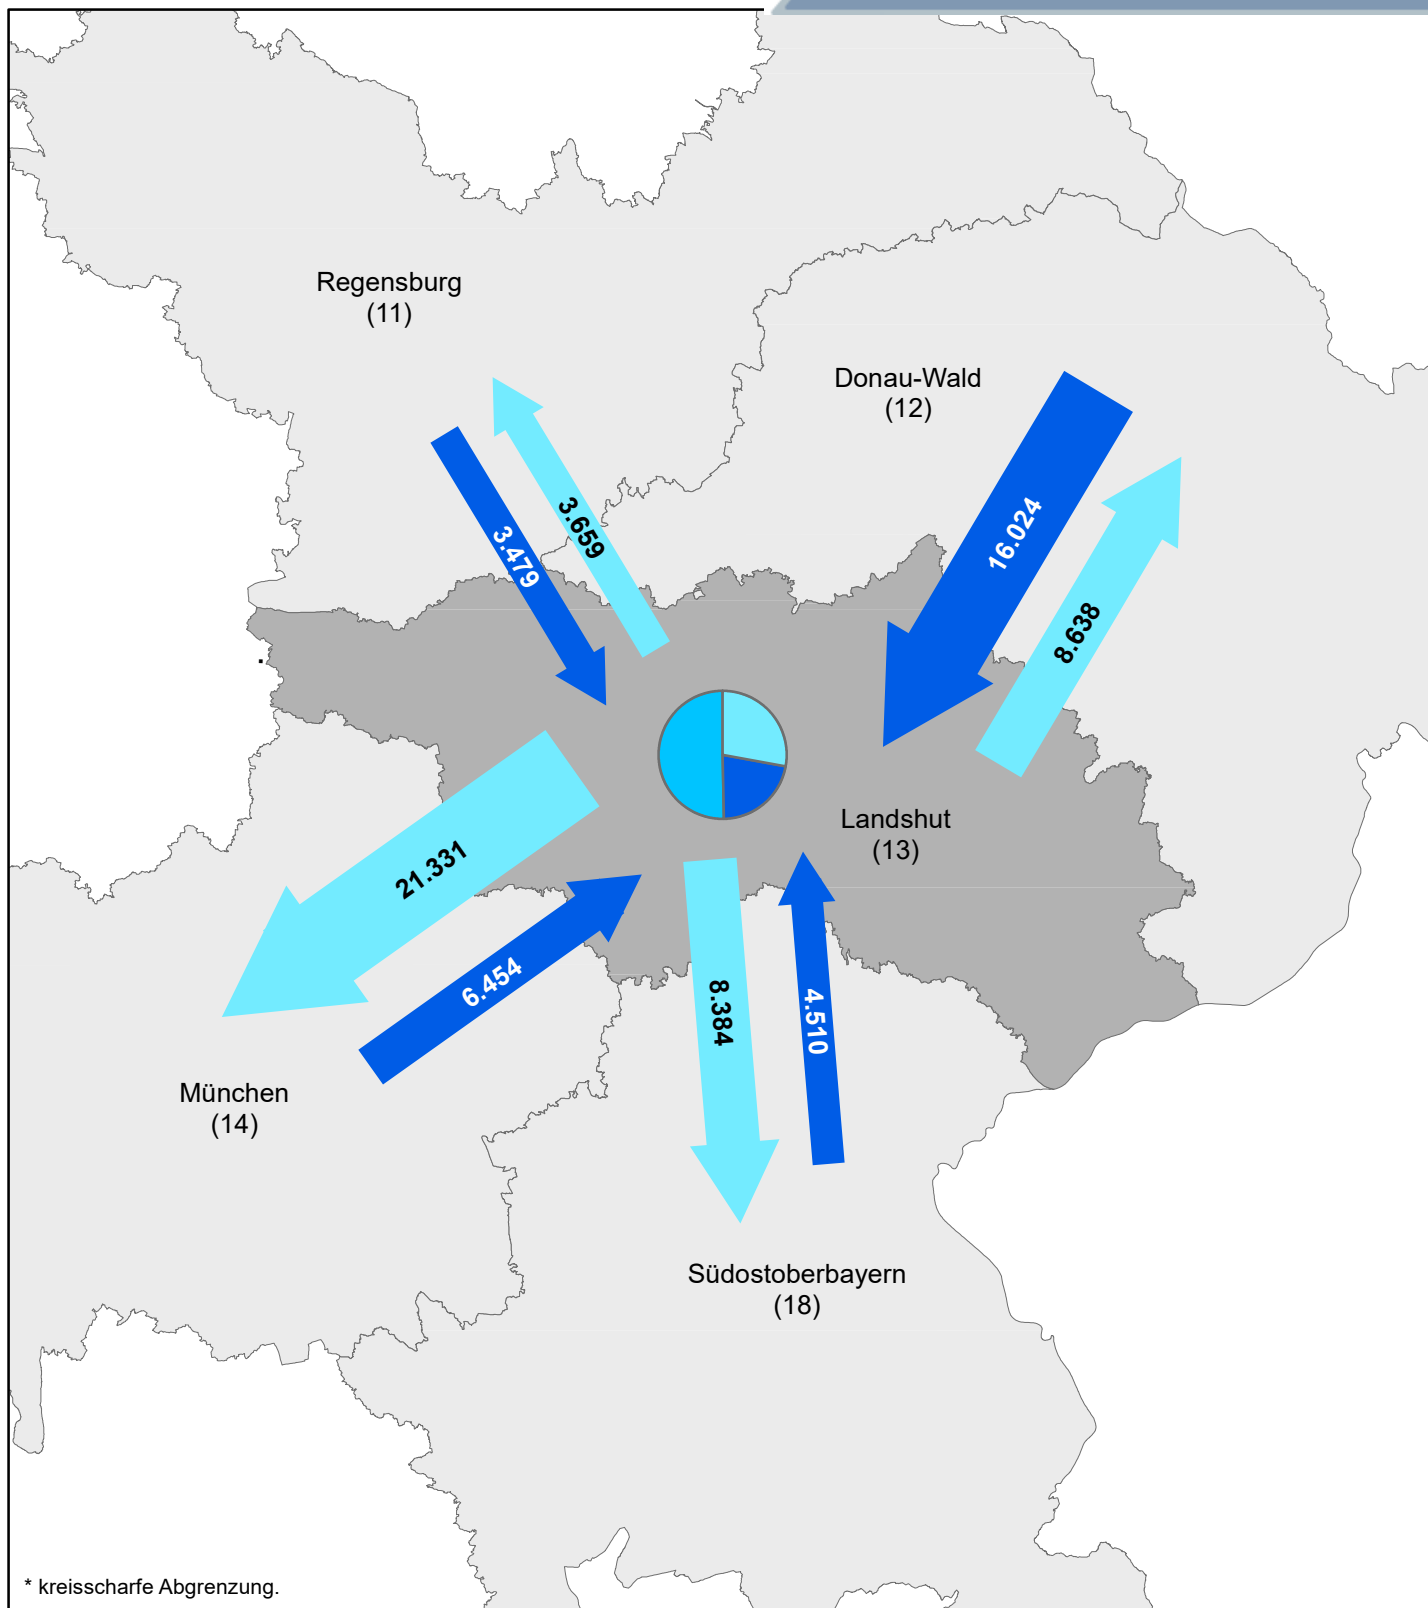 Regensburg
(11)
Donau-Wald
(12)
3.659
3.479
16.024
8.638
Landshut
(13)
21.331
6.454
8.384
4.510
München
(14)
Südostoberbayern
(18)
* kreisscharfe Abgrenzung.